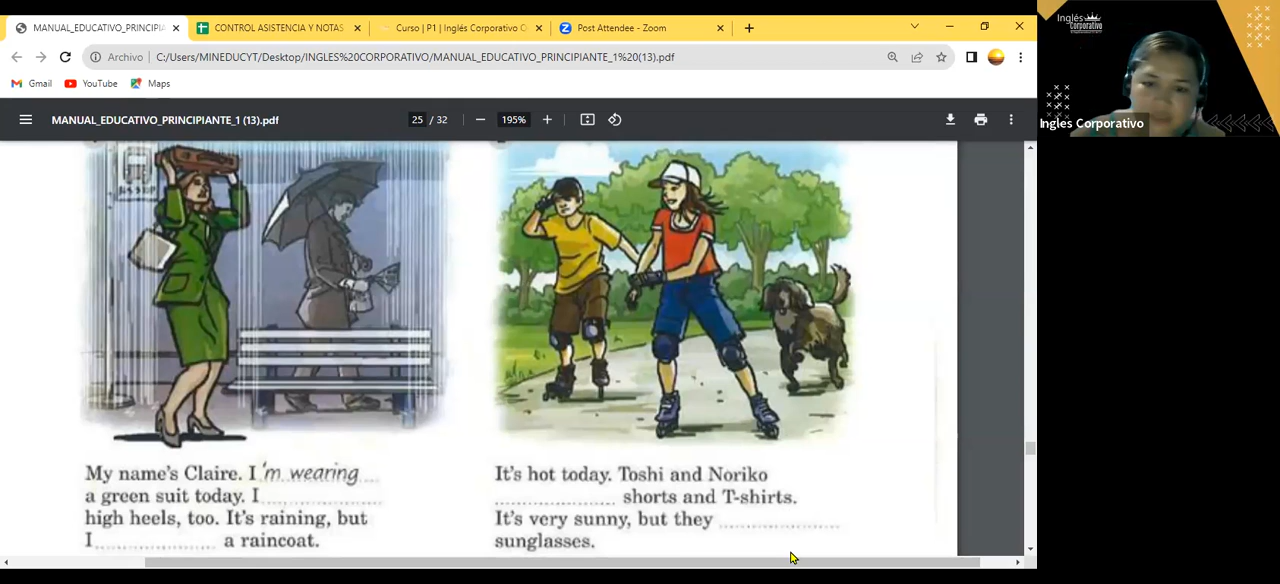 MANUAL_EDUCATIVO_PRINCIPIA
CONTROL ASISTENCIA Y NOTAS
Curso | P1 | Inglés Corporativo C
Post Attendee - Zoom
Archivo
C:/Users/MINEDUCYT/Desktop/INGLES%20CORPORATIVO/MANUAL_EDUCATIVO_PRINCIPIANTE_1%20(13).pdf
Gmail
YouTube
Maps
MANUAL_EDUCATIVO_PRINCIPIANTE_1 (13).pdf
25 / 32
195%
My name's Claire. I 'm wearing
a green suit today. I
high heels, too. It's raining, but
I a raincoat.
It's hot today. Toshi and Noriko
shorts and T-shirts.
It's very sunny, but they
sunglasses.
Inglés
Corporativo
Ingles Corporativo